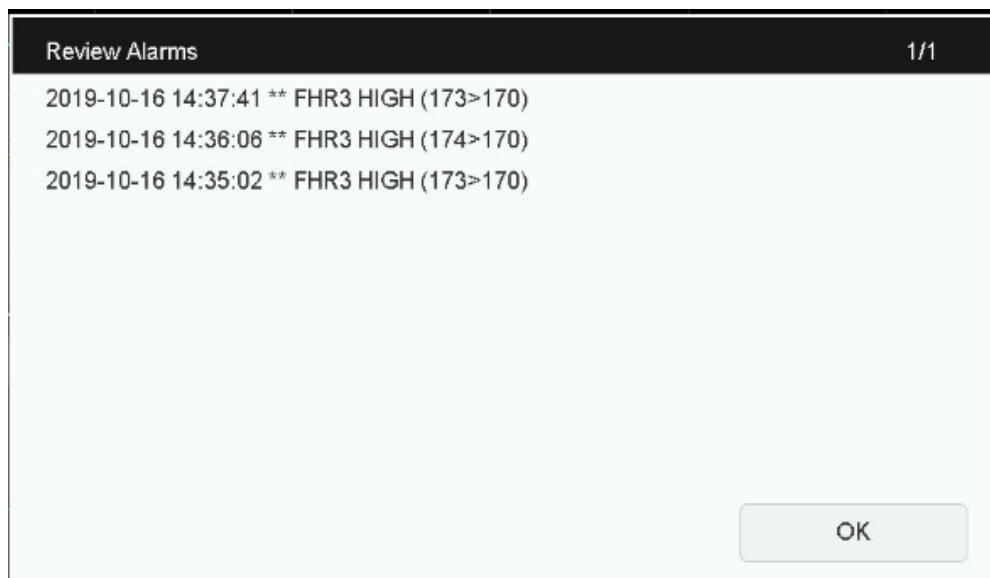 Review Alarms 1/1
2019-10-16 14:37:41 ** FHR3 HIGH (173>170)
2019-10-16 14:36:06 ** FHR3 HIGH (174>170)
2019-10-16 14:35:02 ** FHR3 HIGH (173>170)
OK